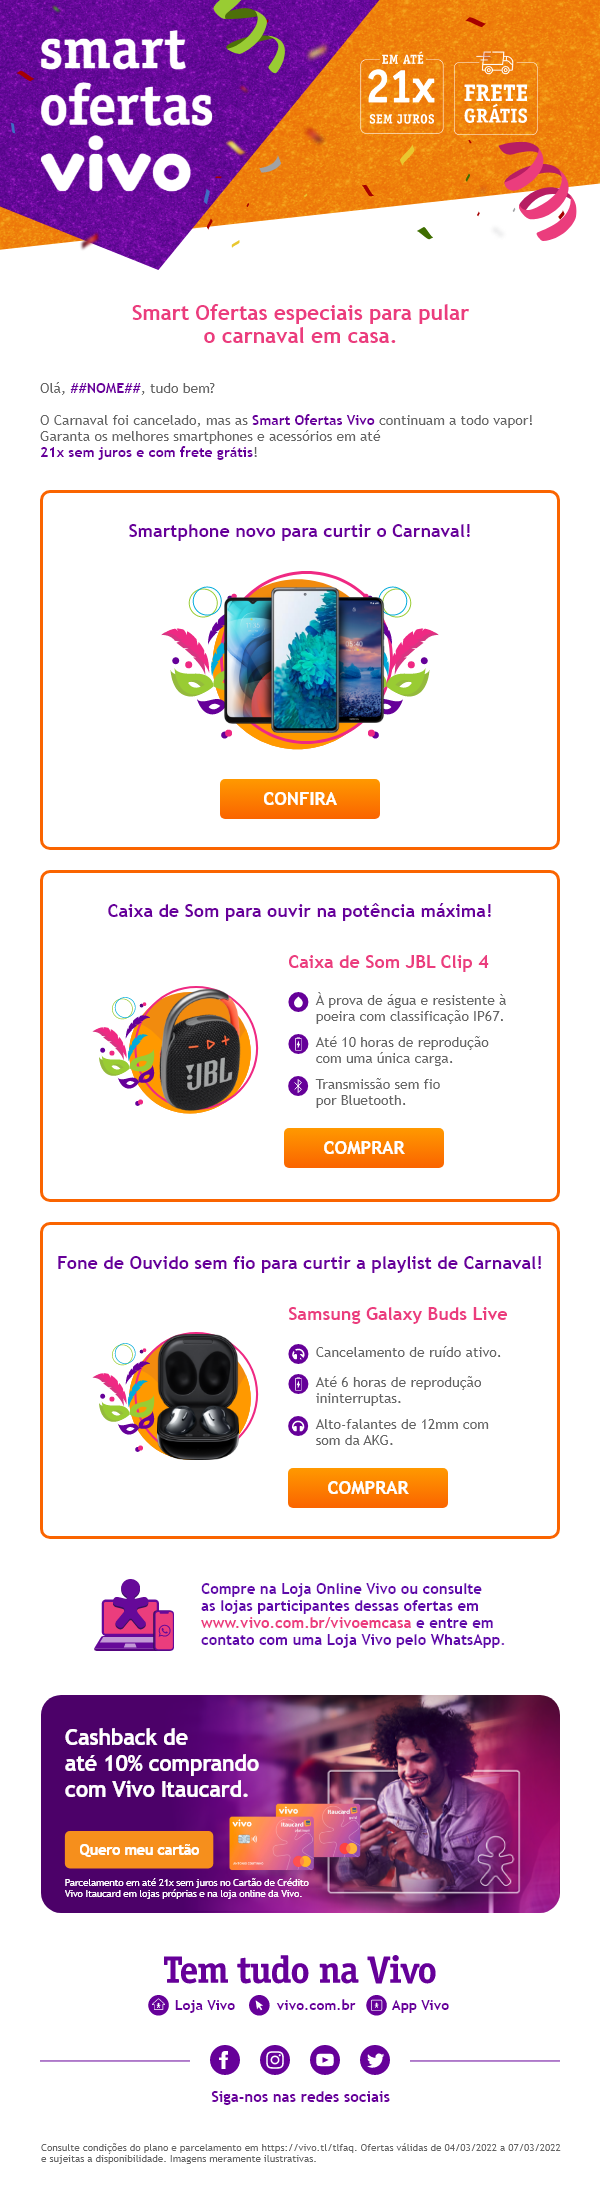 smart
ofertas
vivo
EM ATÉ
21x
SEM JUROS
FRETE
GRÁTIS
Smart Ofertas especiais para pular
o carnaval em casa.
Olá, ##NOME##, tudo bem?
O Carnaval foi cancelado, mas as Smart Ofertas Vivo continuam a todo vapor!
Garanta os melhores smartphones e acessórios em até
21x sem juros e com frete grátis!
Smartphone novo para curtir o Carnaval!
CONFIRA
Caixa de Som para ouvir na potência máxima!
Caixa de Som JBL Clip 4
À prova de água e resistente à
poeira com classificação IP67.
Até 10 horas de reprodução
com uma única carga.
Transmissão sem fio
por Bluetooth.
JBL
COMPRAR
Fone de Ouvido sem fio para curtir a playlist de Carnaval!
Samsung Galaxy Buds Live
Cancelamento de ruído ativo.
Até 6 horas de reprodução
ininterruptas.
Alto-falantes de 12mm com
som da AKG.
COMPRAR
Compre na Loja Online Vivo ou consulte
as lojas participantes dessas ofertas em
www.vivo.com.br/vivoemcasa e entre em
contato com uma Loja Vivo pelo WhatsApp.
Cashback de
até 10% comprando
com Vivo Itaucard.
vivo
Itaucard
vivo
Itaucard
Quero meu cartão
Parcelamento em até 21x sem juros no Cartão de Crédito
Vivo Itaucard em lojas próprias e na loja online da Vivo.
Tem tudo na Vivo
Loja Vivo vivo.com.br App Vivo
Siga-nos nas redes sociais
Consulte condições do plano e parcelamento em https://vivo.tl/tlfaq. Ofertas válidas de 04/03/2022 a 07/03/2022
e sujeitas a disponibilidade. Imagens meramente ilustrativas.